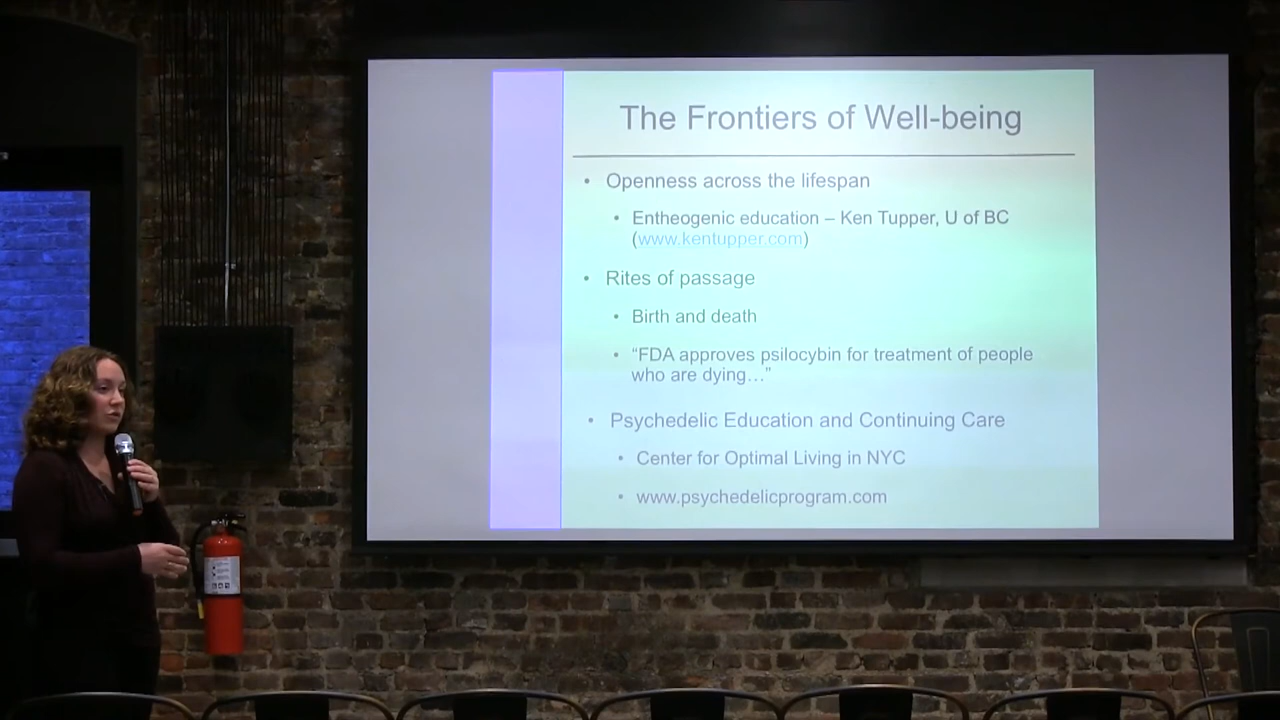 The Frontiers of Well-being
• Openness across the lifespan
• Entheogenic education – Ken Tupper, U of BC
(www.kentupper.com)
• Rites of passage
• Birth and death
• “FDA approves psilocybin for treatment of people
who are dying…”
• Psychedelic Education and Continuing Care
• Center for Optimal Living in NYC
• www.psychedelicprogram.com